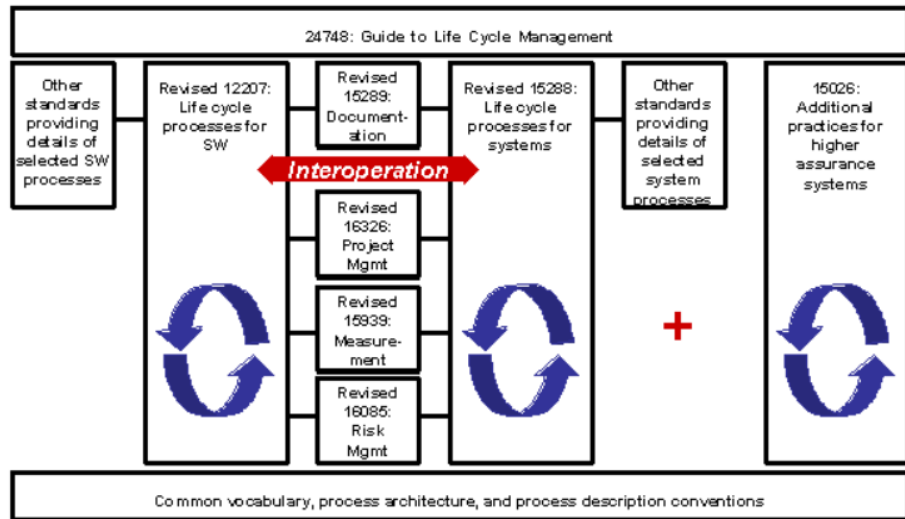 24748: Guide to Life Cycle Management
Other
standards
providing
details of
selected SW
processes
Revised 12207:
Life cycle
processes for
SW
Revised
15289:
Document-
ation
Revised 15288: Life
cycle processes for
systems
Other
standards
providing
details of
selected
system
processes
15026:
Additional
practices for
higher
assurance
systems
Interoperation
Revised
16326:
Project
Mgmt
Revised
15939:
Measure-
ment
Revised
16085:
Risk
Mgmt
+
Common vocabulary, process architecture, and process description conventions